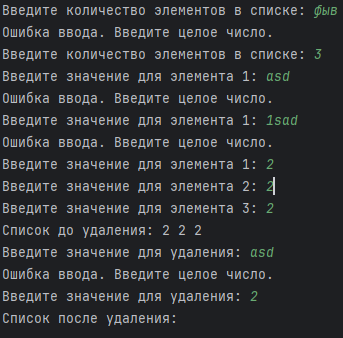 Введите количество элементов в списке: фыв
Ошибка ввода. Введите целое число.
Введите количество элементов в списке: 3
Введите значение для элемента 1: asd
Ошибка ввода. Введите целое число.
Введите значение для элемента 1: 1sad
Ошибка ввода. Введите целое число.
Введите значение для элемента 1: 2
Введите значение для элемента 2: 2
Введите значение для элемента 3: 2
Список до удаления: 2 2 2
Введите значение для удаления: asd
Ошибка ввода. Введите целое число.
Введите значение для удаления: 2
Список после удаления: